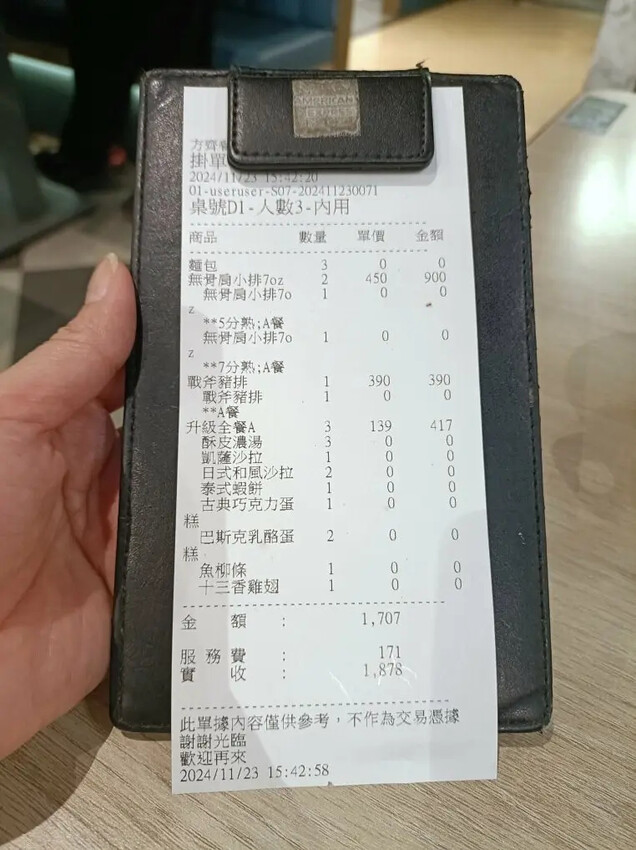 AMERICAN
EXPRESS
方齊
掛單
2024/11/23 15:42:20
01-useruser-S07-202411230071
桌號D1-人數3-內用
商品 數量 單價 金額
麵包 3 0 0
無骨肩小排7oz 2 450 900
無骨肩小排7o 1 0 0
z
**5分熟;A餐
無骨肩小排7o 1 0 0
z
**7分熟;A餐
戰斧豬排 1 390 390
戰斧豬排 1 0 0
**A餐
升級全餐A 3 139 417
酥皮濃湯 3 0 0
凱薩沙拉 1 0 0
日式和風沙拉 2 0 0
泰式蝦餅 1 0 0
古典巧克力蛋 1 0 0
糕
巴斯克乳酪蛋 2 0 0
糕
魚柳條 1 0 0
十三香雞翅 1 0 0
金額: 1,707
服務費: 171
實收: 1,878
此單據內容僅供參考,不作為交易憑據
謝謝光臨
歡迎再來
2024/11/23 15:42:58